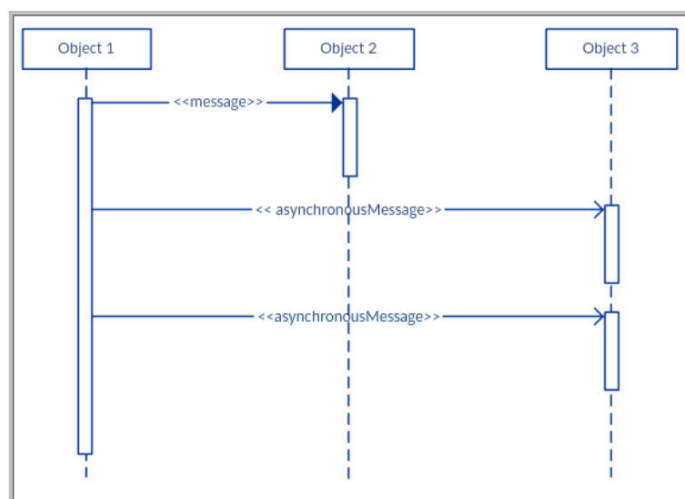 Object 1
Object 2
Object 3
<<message>>
<< asynchronousMessage>>
<<asynchronousMessage>>